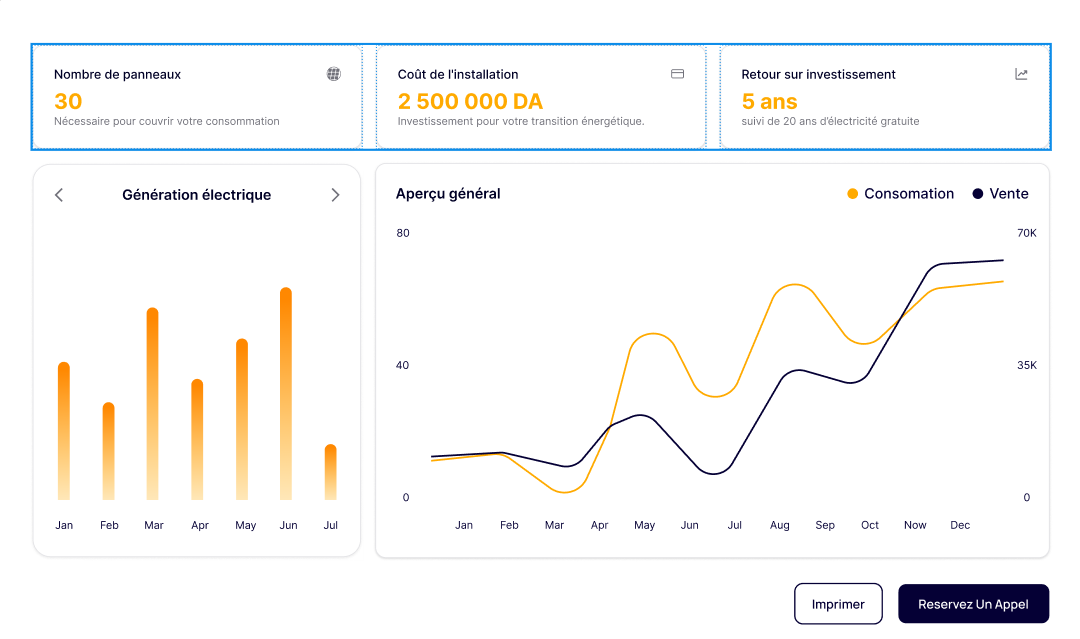 Nombre de panneaux
30
Nécessaire pour couvrir votre consommation
Coût de l'installation
2 500 000 DA
Investissement pour votre transition énergétique.
Retour sur investissement
5 ans
suivi de 20 ans d'électricité gratuite
Génération électrique
Jan Feb Mar Apr May Jun Jul
Aperçu général
Consomation Vente
80 70K
40 35K
0 0
Jan Feb Mar Apr May Jun Jul Aug Sep Oct Now Dec
Imprimer
Reservez Un Appel